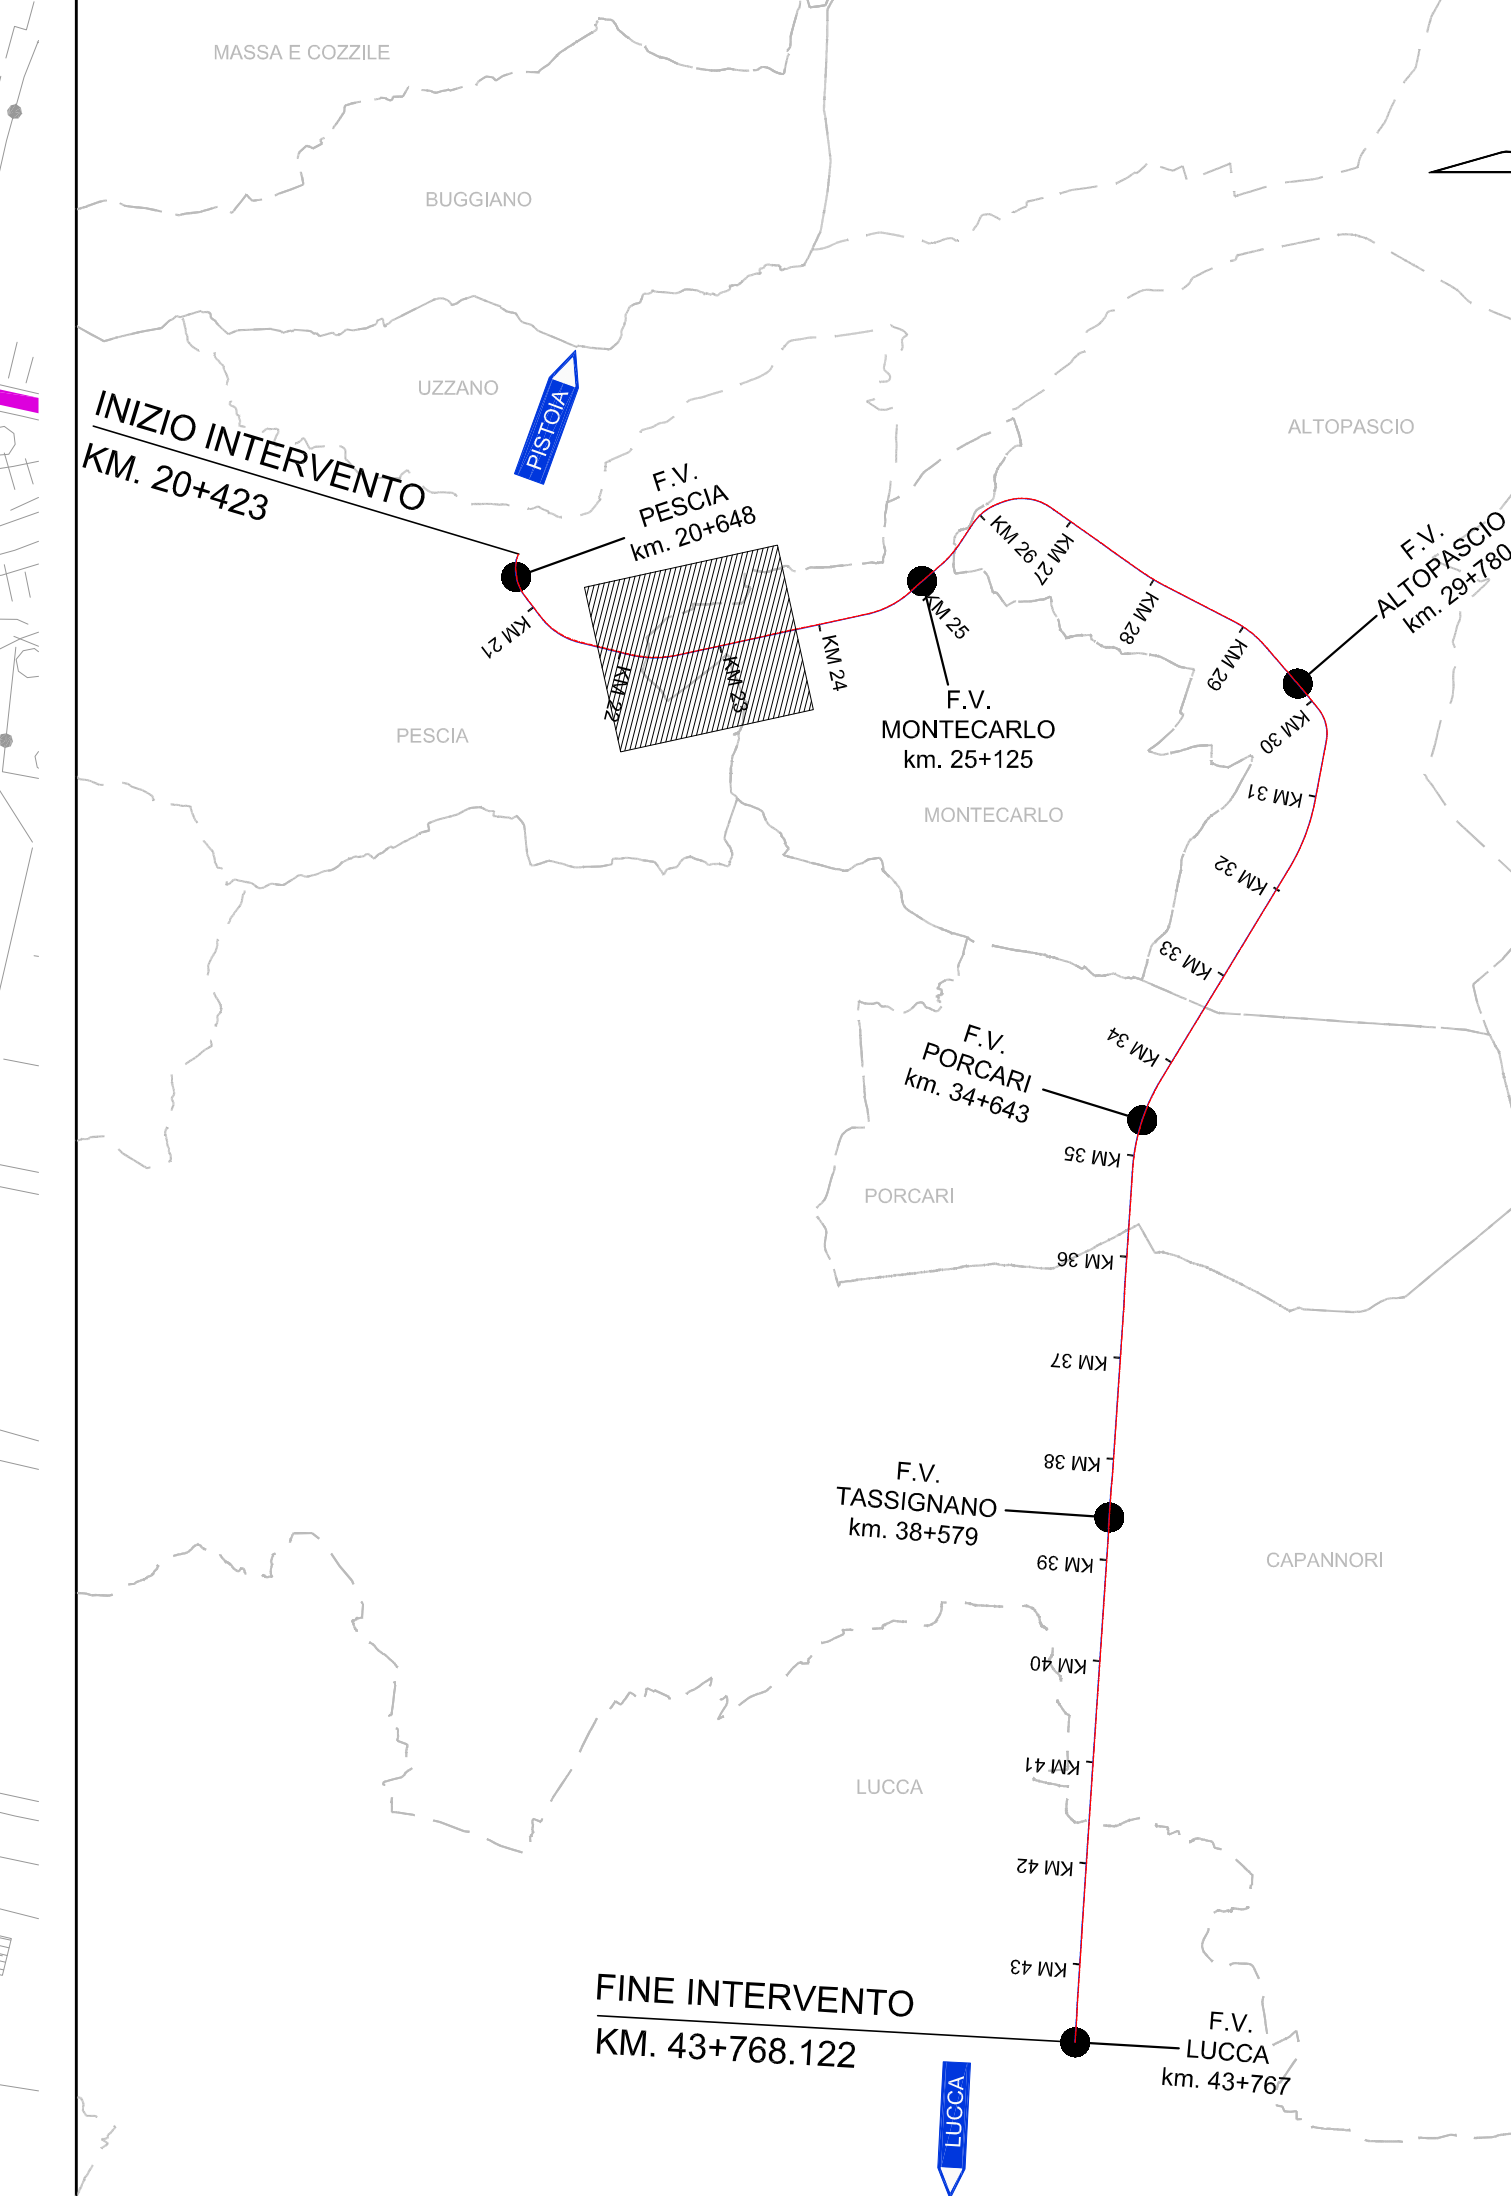 MASSA E COZZILE
BUGGIANO
UZZANO
PISTOIA
ALTOPASCIO
INIZIO INTERVENTO
KM. 20+423
F.V.
PESCIA
km. 20+648
F.V.
ALTOPASCIO
km. 29+780
KM 21
KM 22
KM 23
KM 24
KM 25
KM 26
KM 27
KM 28
KM 29
KM 30
F.V.
MONTECARLO
km. 25+125
PESCIA
MONTECARLO
KM 31
KM 32
KM 33
KM 34
F.V.
PORCARI
km. 34+643
KM 35
PORCARI
KM 36
KM 37
KM 38
F.V.
TASSIGNANO
km. 38+579
KM 39
CAPANNORI
KM 40
KM 41
LUCCA
KM 42
KM 43
FINE INTERVENTO
KM. 43+768.122
F.V.
LUCCA
km. 43+767
LUCCA